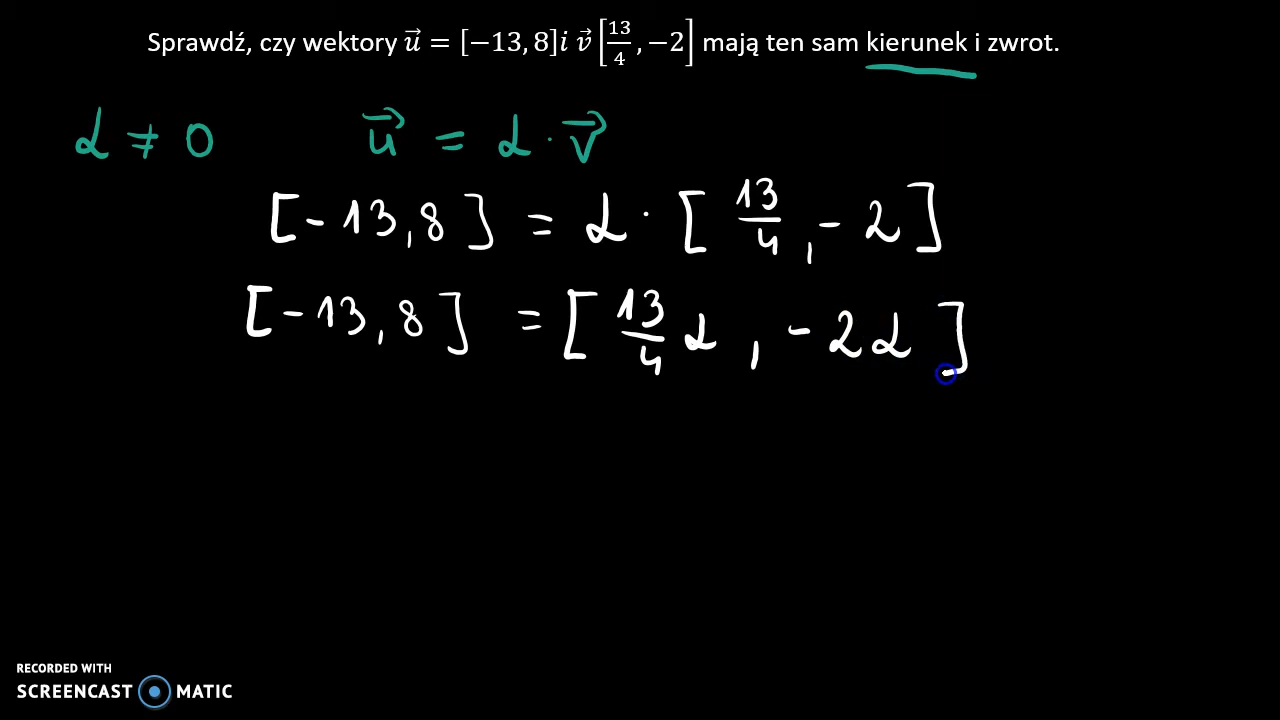 Sprawdź, czy wektory u⃗ = [−13, 8] i v⃗ [13/4, −2] mają ten sam kierunek i zwrot.
α ≠ 0 u⃗ = α · v⃗
[-13, 8] = α · [13/4, -2]
[-13, 8] = [13/4 α, -2α]
RECORDED WITH
SCREENCAST MATIC